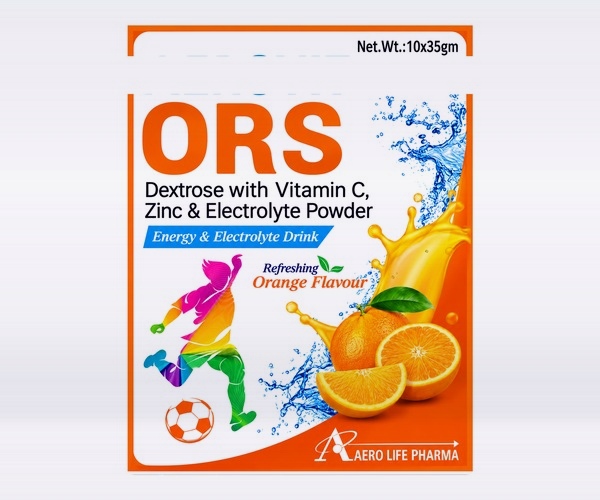 Net.Wt.:10x35gm
ORS
Dextrose with Vitamin C,
Zinc & Electrolyte Powder
Energy & Electrolyte Drink
Refreshing
Orange Flavour
AERO LIFE PHARMA